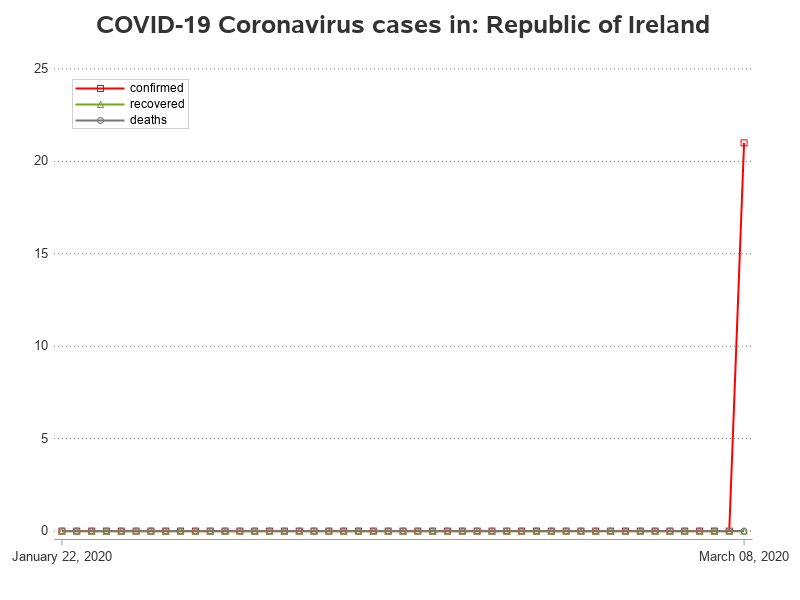 COVID-19 Coronavirus cases in: Republic of Ireland
25
confirmed
recovered
deaths
20
15
10
5
0
January 22, 2020 March 08, 2020